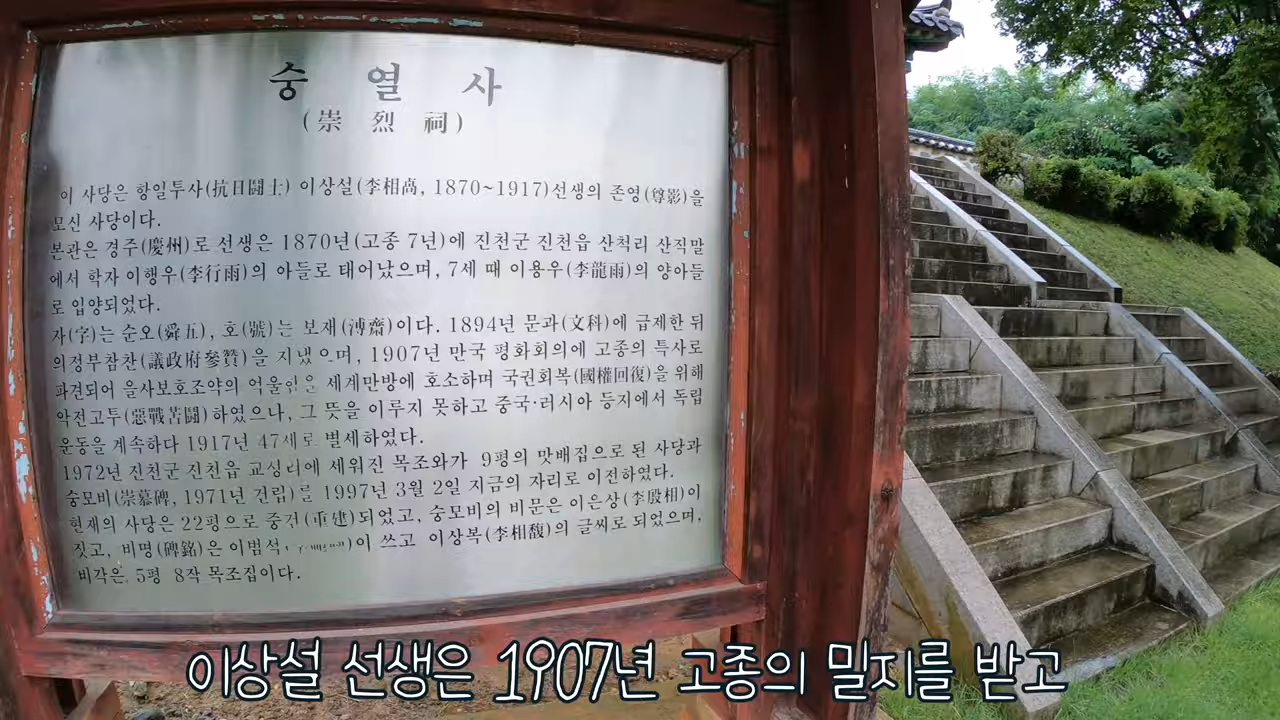 숭 열 사
(崇 烈 祠)
이 사당은 항일투사(抗日鬪士) 이상설(李相卨, 1870~1917)선생의 존영(尊影)을
모신 사당이다.
본관은 경주(慶州)로 선생은 1870년(고종 7년)에 진천군 진천읍 산척리 산직말
에서 학자 이행우(李行雨)의 아들로 태어났으며, 7세 때 이용우(李龍雨)의 양아들
로 입양되었다.
자(字)는 순오(舜五), 호(號)는 보재(溥齋)이다. 1894년 문과(文科)에 급제한 뒤
의정부참찬(議政府參贊)을 지냈으며, 1907년 만국 평화회의에 고종의 특사로
파견되어 을사보호조약의 억울함을 세계만방에 호소하며 국권회복(國權回復)을 위해
악전고투(惡戰苦鬪)하였으나, 그 뜻을 이루지 못하고 중국·러시아 등지에서 독립
운동을 계속하다 1917년 47세로 별세하였다.
1972년 진천군 진천읍 교성리에 세워진 목조와가 9평의 맛배집으로 된 사당과
숭모비(崇慕碑, 1971년 건립)를 1997년 3월 2일 지금의 자리로 이전하였다.
현재의 사당은 22평으로 중건(重建)되었고, 숭모비의 비문은 이은상(李殷相)이
짓고, 비명(碑銘)은 이범석 이 쓰고 이상복(李相馥)의 글씨로 되었으며,
비각은 5평 8작 목조집이다.
이상설 선생은 1907년 고종의 밀지를 받고